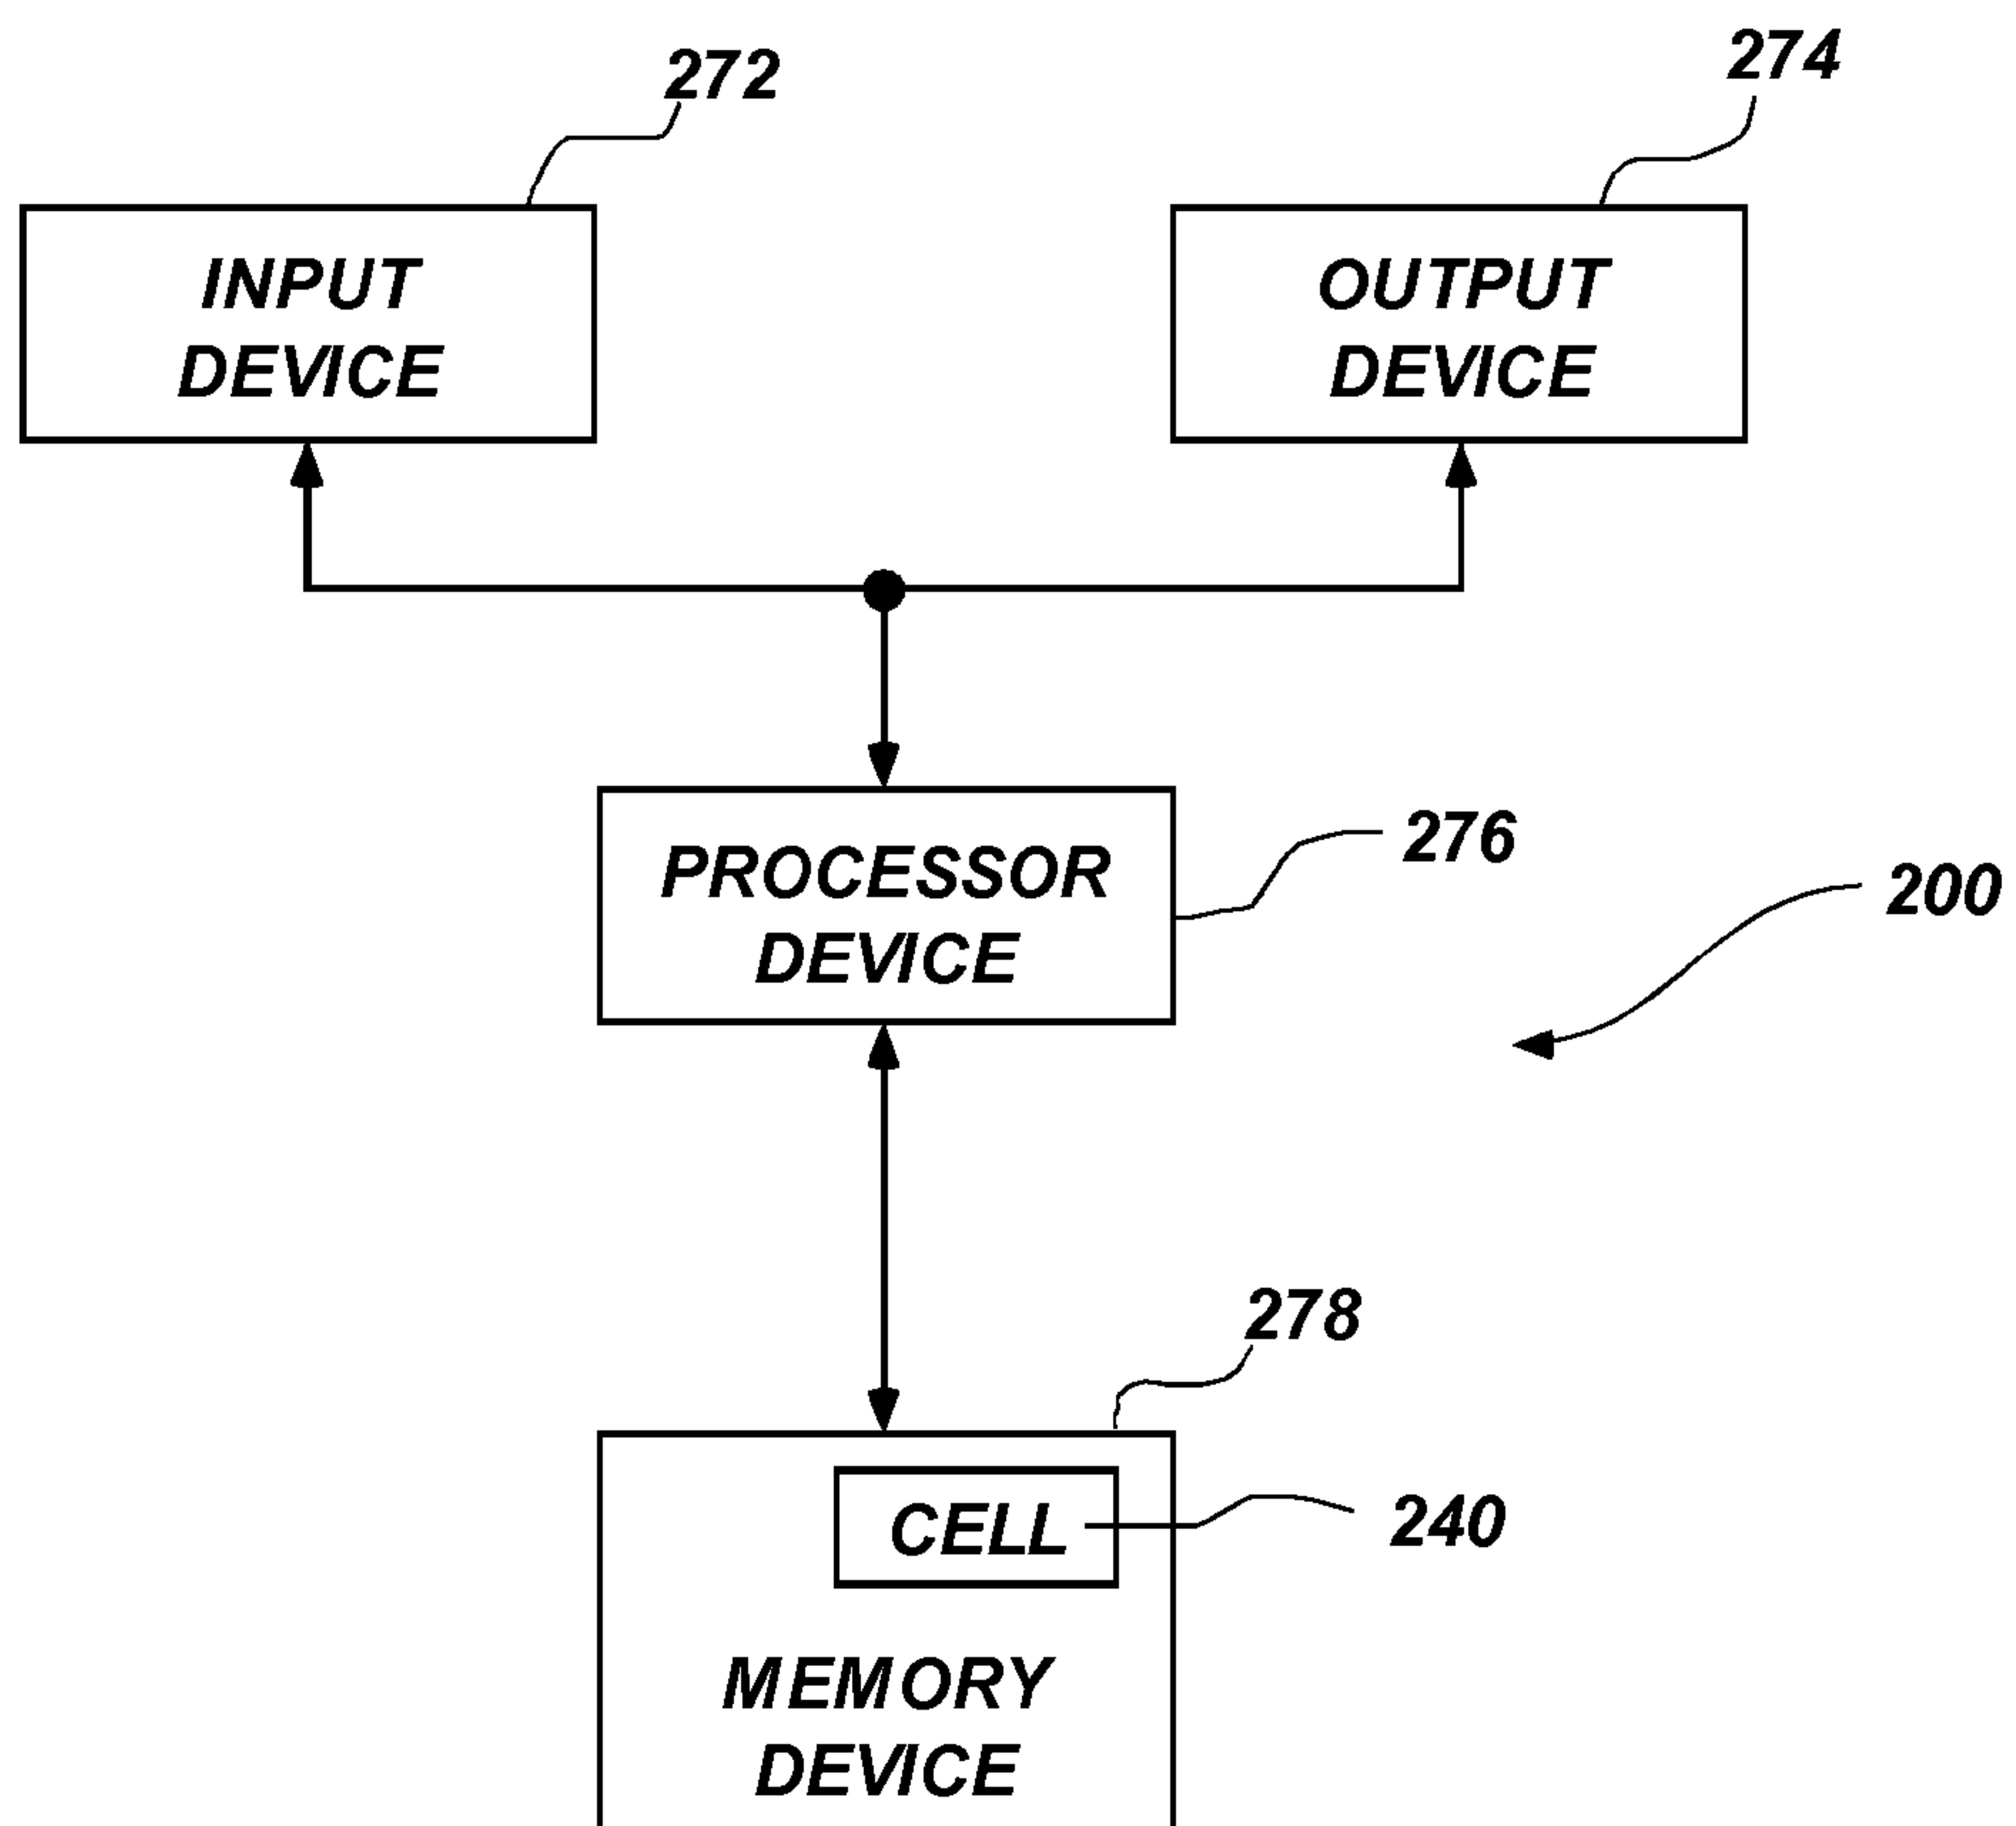 272
274
INPUT
DEVICE
OUTPUT
DEVICE
PROCESSOR
DEVICE
276
200
278
CELL
240
MEMORY
DEVICE